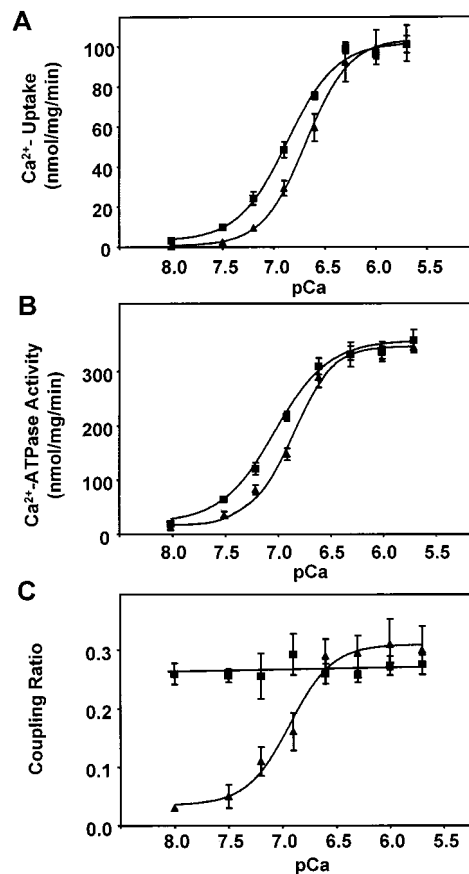 A
Ca²⁺- Uptake
(nmol/mg/min)
100
80
60
40
20
0
8.0 7.5 7.0 6.5 6.0 5.5
pCa
B
Ca²⁺-ATPase Activity
(nmol/mg/min)
300
200
100
0
8.0 7.5 7.0 6.5 6.0 5.5
pCa
C
Coupling Ratio
0.3
0.2
0.1
0.0
8.0 7.5 7.0 6.5 6.0 5.5
pCa